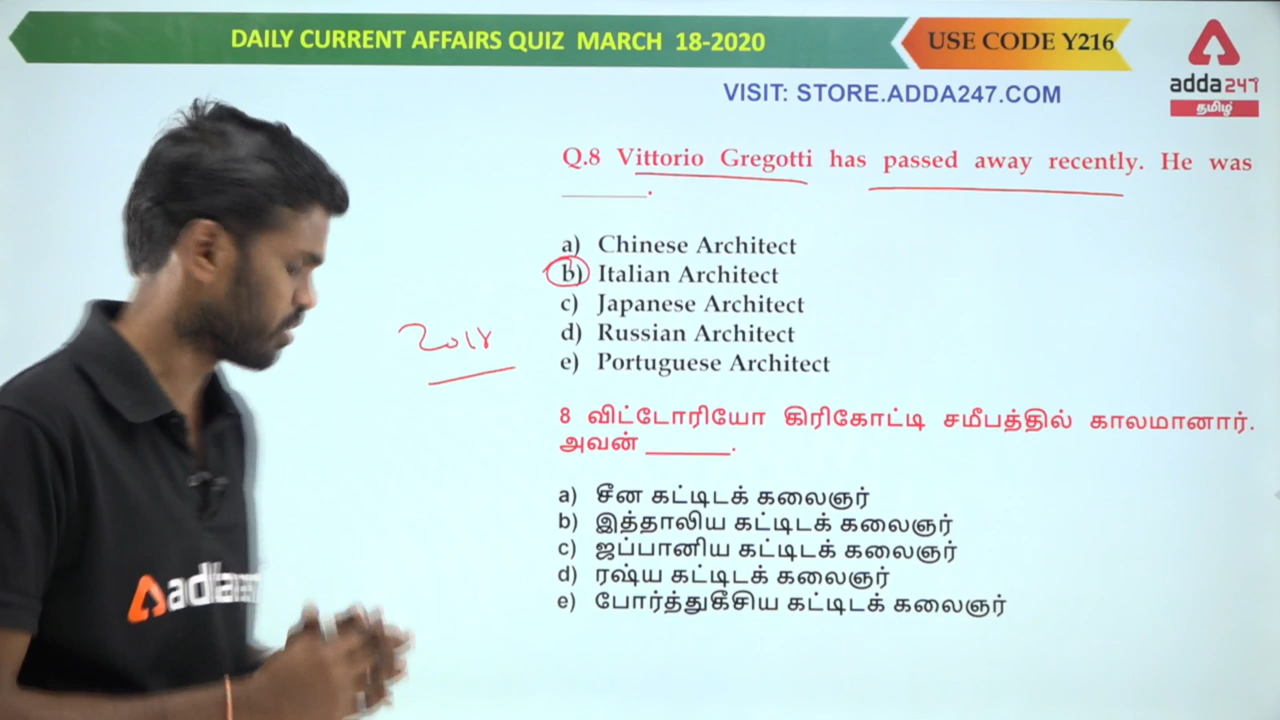 DAILY CURRENT AFFAIRS QUIZ MARCH 18-2020
USE CODE Y216
adda247
தமிழ்
VISIT: STORE.ADDA247.COM
Q.8 Vittorio Gregotti has passed away recently. He was
________.
a) Chinese Architect
b) Italian Architect
c) Japanese Architect
d) Russian Architect
e) Portuguese Architect
2018
8 விட்டோரியோ கிரிகோட்டி சமீபத்தில் காலமானார்.
அவன் ________.
a) சீன கட்டிடக் கலைஞர்
b) இத்தாலிய கட்டிடக் கலைஞர்
c) ஜப்பானிய கட்டிடக் கலைஞர்
d) ரஷ்ய கட்டிடக் கலைஞர்
e) போர்த்துகீசிய கட்டிடக் கலைஞர்